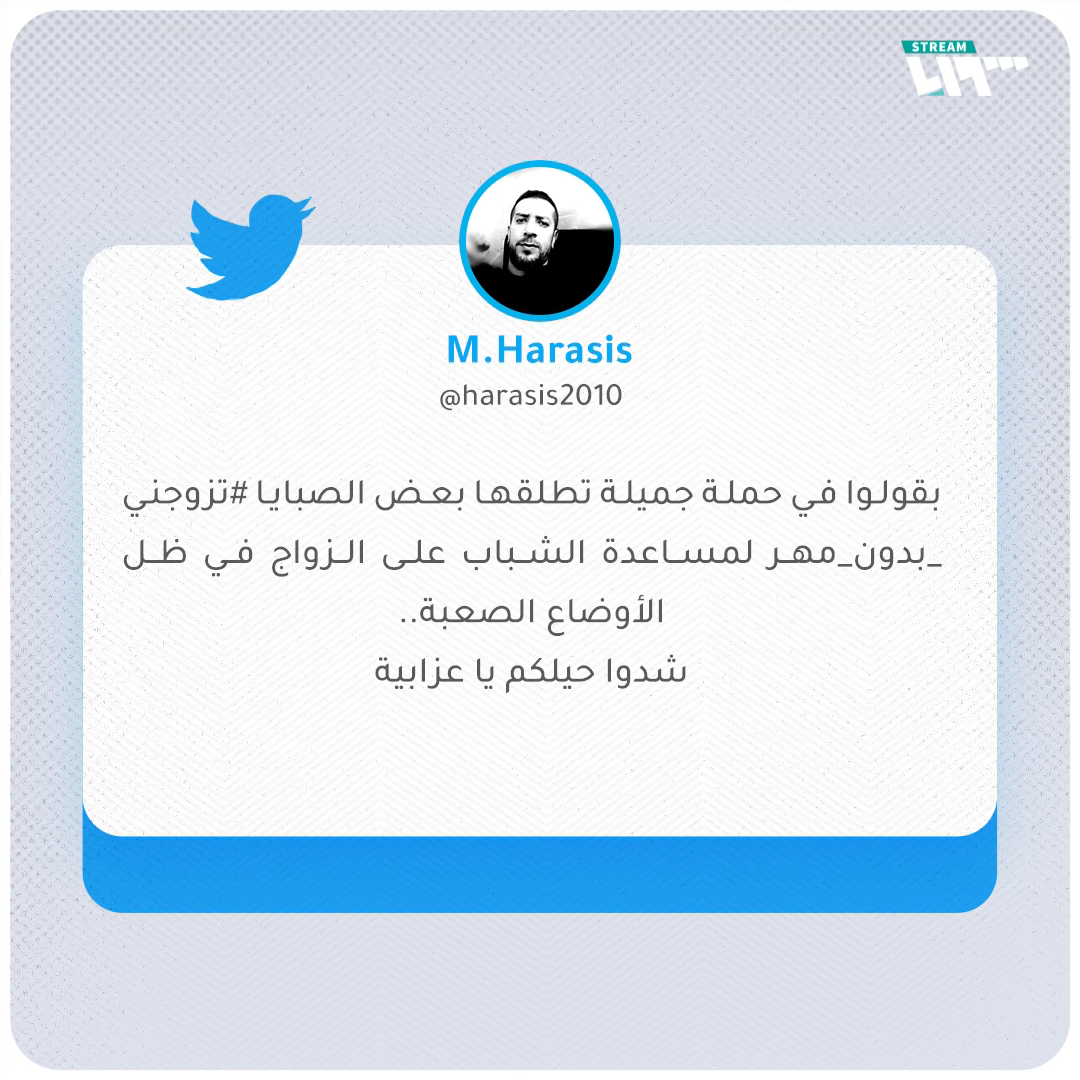 STREAM
M.Harasis
@harasis2010
بقولوا في حملة جميلة تطلقها بعض الصبايا #تزوجني
_بدون_مهر لمساعدة الشباب على الزواج في ظل
الأوضاع الصعبة..
شدوا حيلكم يا عزابية